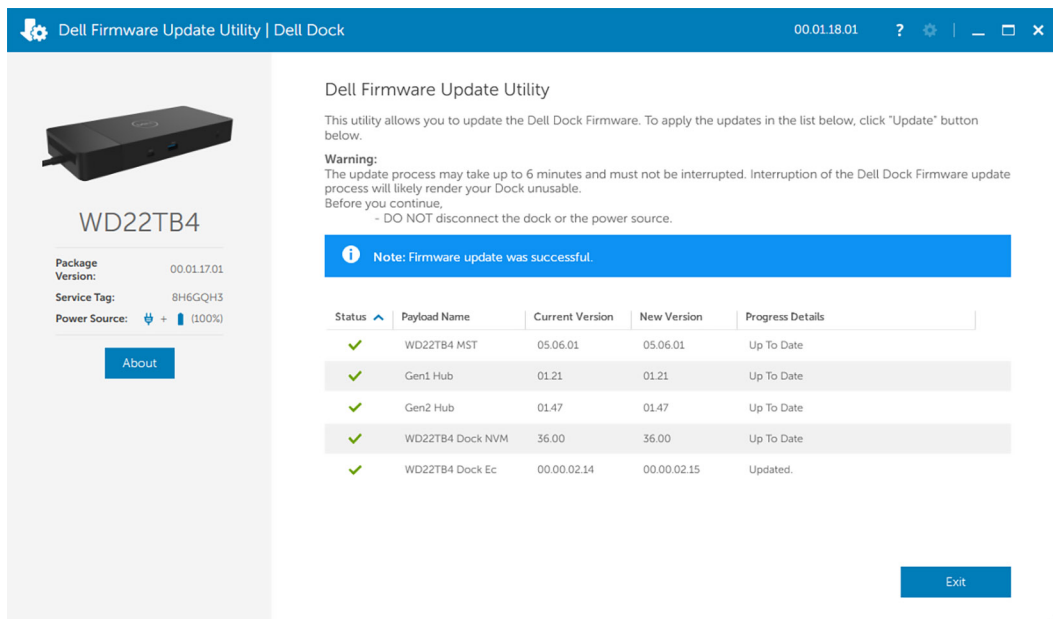 Dell Firmware Update Utility | Dell Dock
00.01.18.01 ?
WD22TB4
Package Version: 00.01.17.01
Service Tag: 8H6GQH3
Power Source: + (100%)
About
Dell Firmware Update Utility
This utility allows you to update the Dell Dock Firmware. To apply the updates in the list below, click "Update" button
below.
Warning:
The update process may take up to 6 minutes and must not be interrupted. Interruption of the Dell Dock Firmware update
process will likely render your Dock unusable.
Before you continue,
- DO NOT disconnect the dock or the power source.
Note: Firmware update was successful.
Status Payload Name Current Version New Version Progress Details
WD22TB4 MST 05.06.01 05.06.01 Up To Date
Gen1 Hub 01.21 01.21 Up To Date
Gen2 Hub 01.47 01.47 Up To Date
WD22TB4 Dock NVM 36.00 36.00 Up To Date
WD22TB4 Dock Ec 00.00.02.14 00.00.02.15 Updated.
Exit